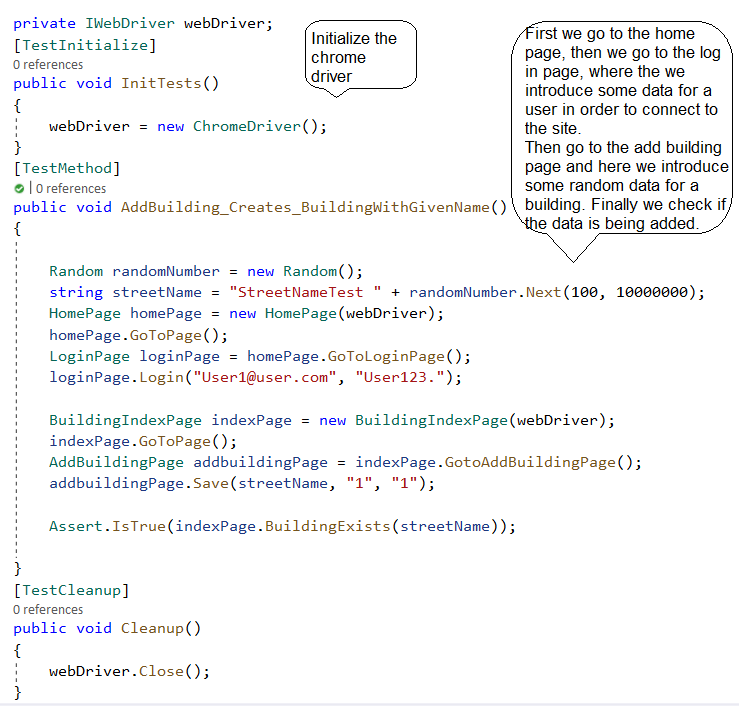 private IWebDriver webDriver;
[TestInitialize]
0 references
public void InitTests()
{
webDriver = new ChromeDriver();
}
Initialize the
chrome
driver
First we go to the home
page, then we go to the log
in page, where the we
introduce some data for a
user in order to connect to
the site.
Then go to the add building
page and here we introduce
some random data for a
building. Finally we check if
the data is being added.
[TestMethod]
| 0 references
public void AddBuilding_Creates_BuildingWithGivenName()
{
Random randomNumber = new Random();
string streetName = "StreetNameTest " + randomNumber.Next(100, 10000000);
HomePage homePage = new HomePage(webDriver);
homePage.GoToPage();
LoginPage loginPage = homePage.GoToLoginPage();
loginPage.Login("User1@user.com", "User123.");
BuildingIndexPage indexPage = new BuildingIndexPage(webDriver);
indexPage.GoToPage();
AddBuildingPage addbuildingPage = indexPage.GotoAddBuildingPage();
addbuildingPage.Save(streetName, "1", "1");
Assert.IsTrue(indexPage.BuildingExists(streetName));
}
[TestCleanup]
0 references
public void Cleanup()
{
webDriver.Close();
}